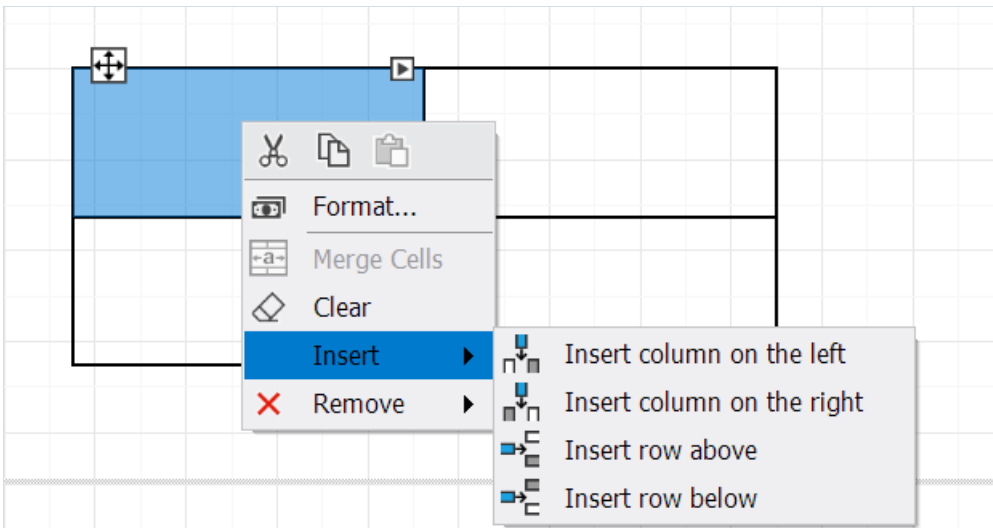 Format...
a
Merge Cells
Clear
Insert
Remove
Insert column on the left
Insert column on the right
Insert row above
Insert row below